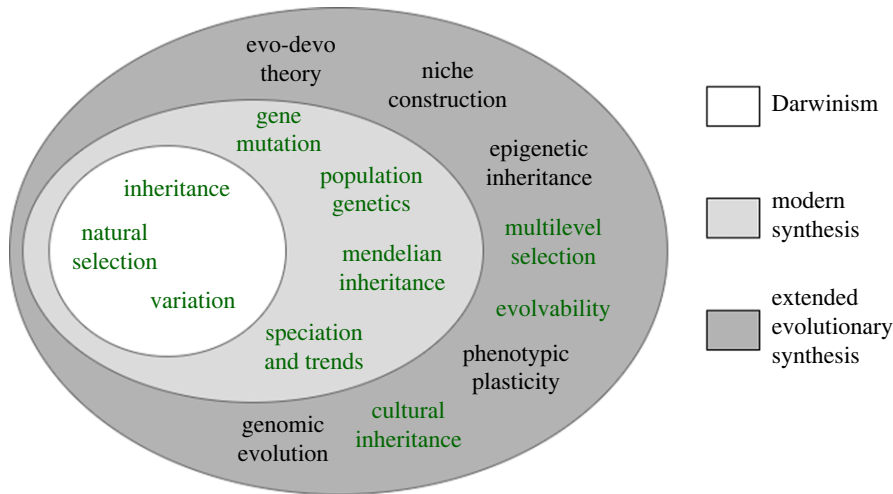 evo-devo
theory
niche
construction
gene
mutation
epigenetic
inheritance
inheritance
population
genetics
natural
selection
multilevel
selection
mendelian
inheritance
variation
evolvability
speciation
and trends
phenotypic
plasticity
cultural
inheritance
genomic
evolution
Darwinism
modern
synthesis
extended
evolutionary
synthesis